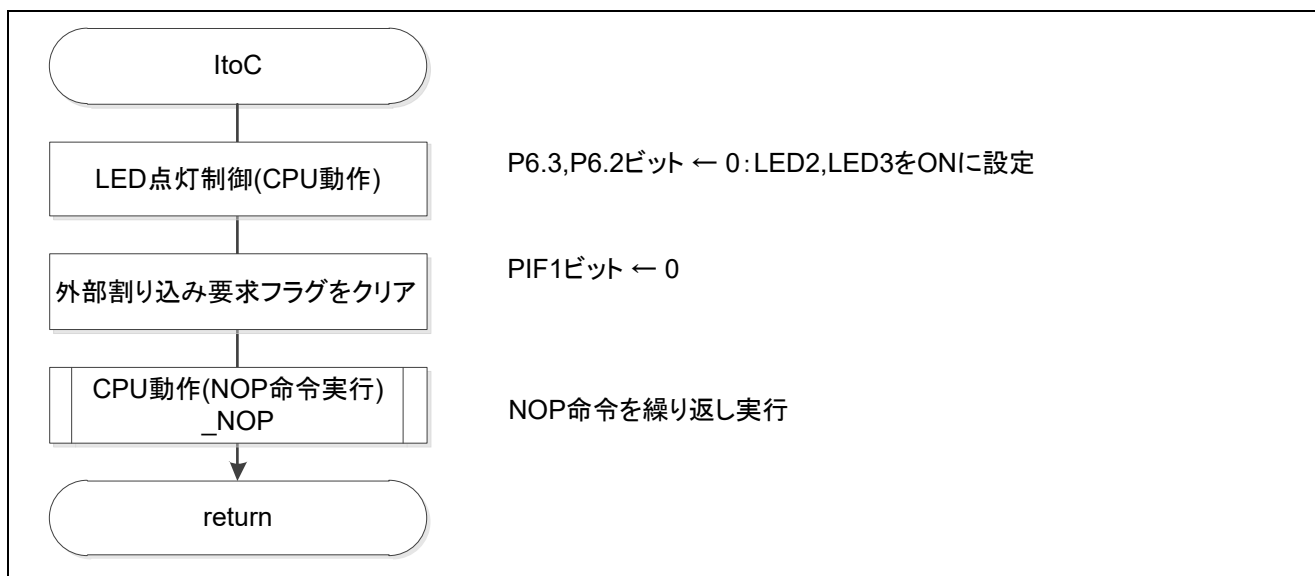 ItoC
LED点灯制御(CPU動作)
P6.3,P6.2ビット ← 0：LED2,LED3をONに設定
外部割り込み要求フラグをクリア
PIF1ビット ← 0
CPU動作(NOP命令実行)
_NOP
NOP命令を繰り返し実行
return